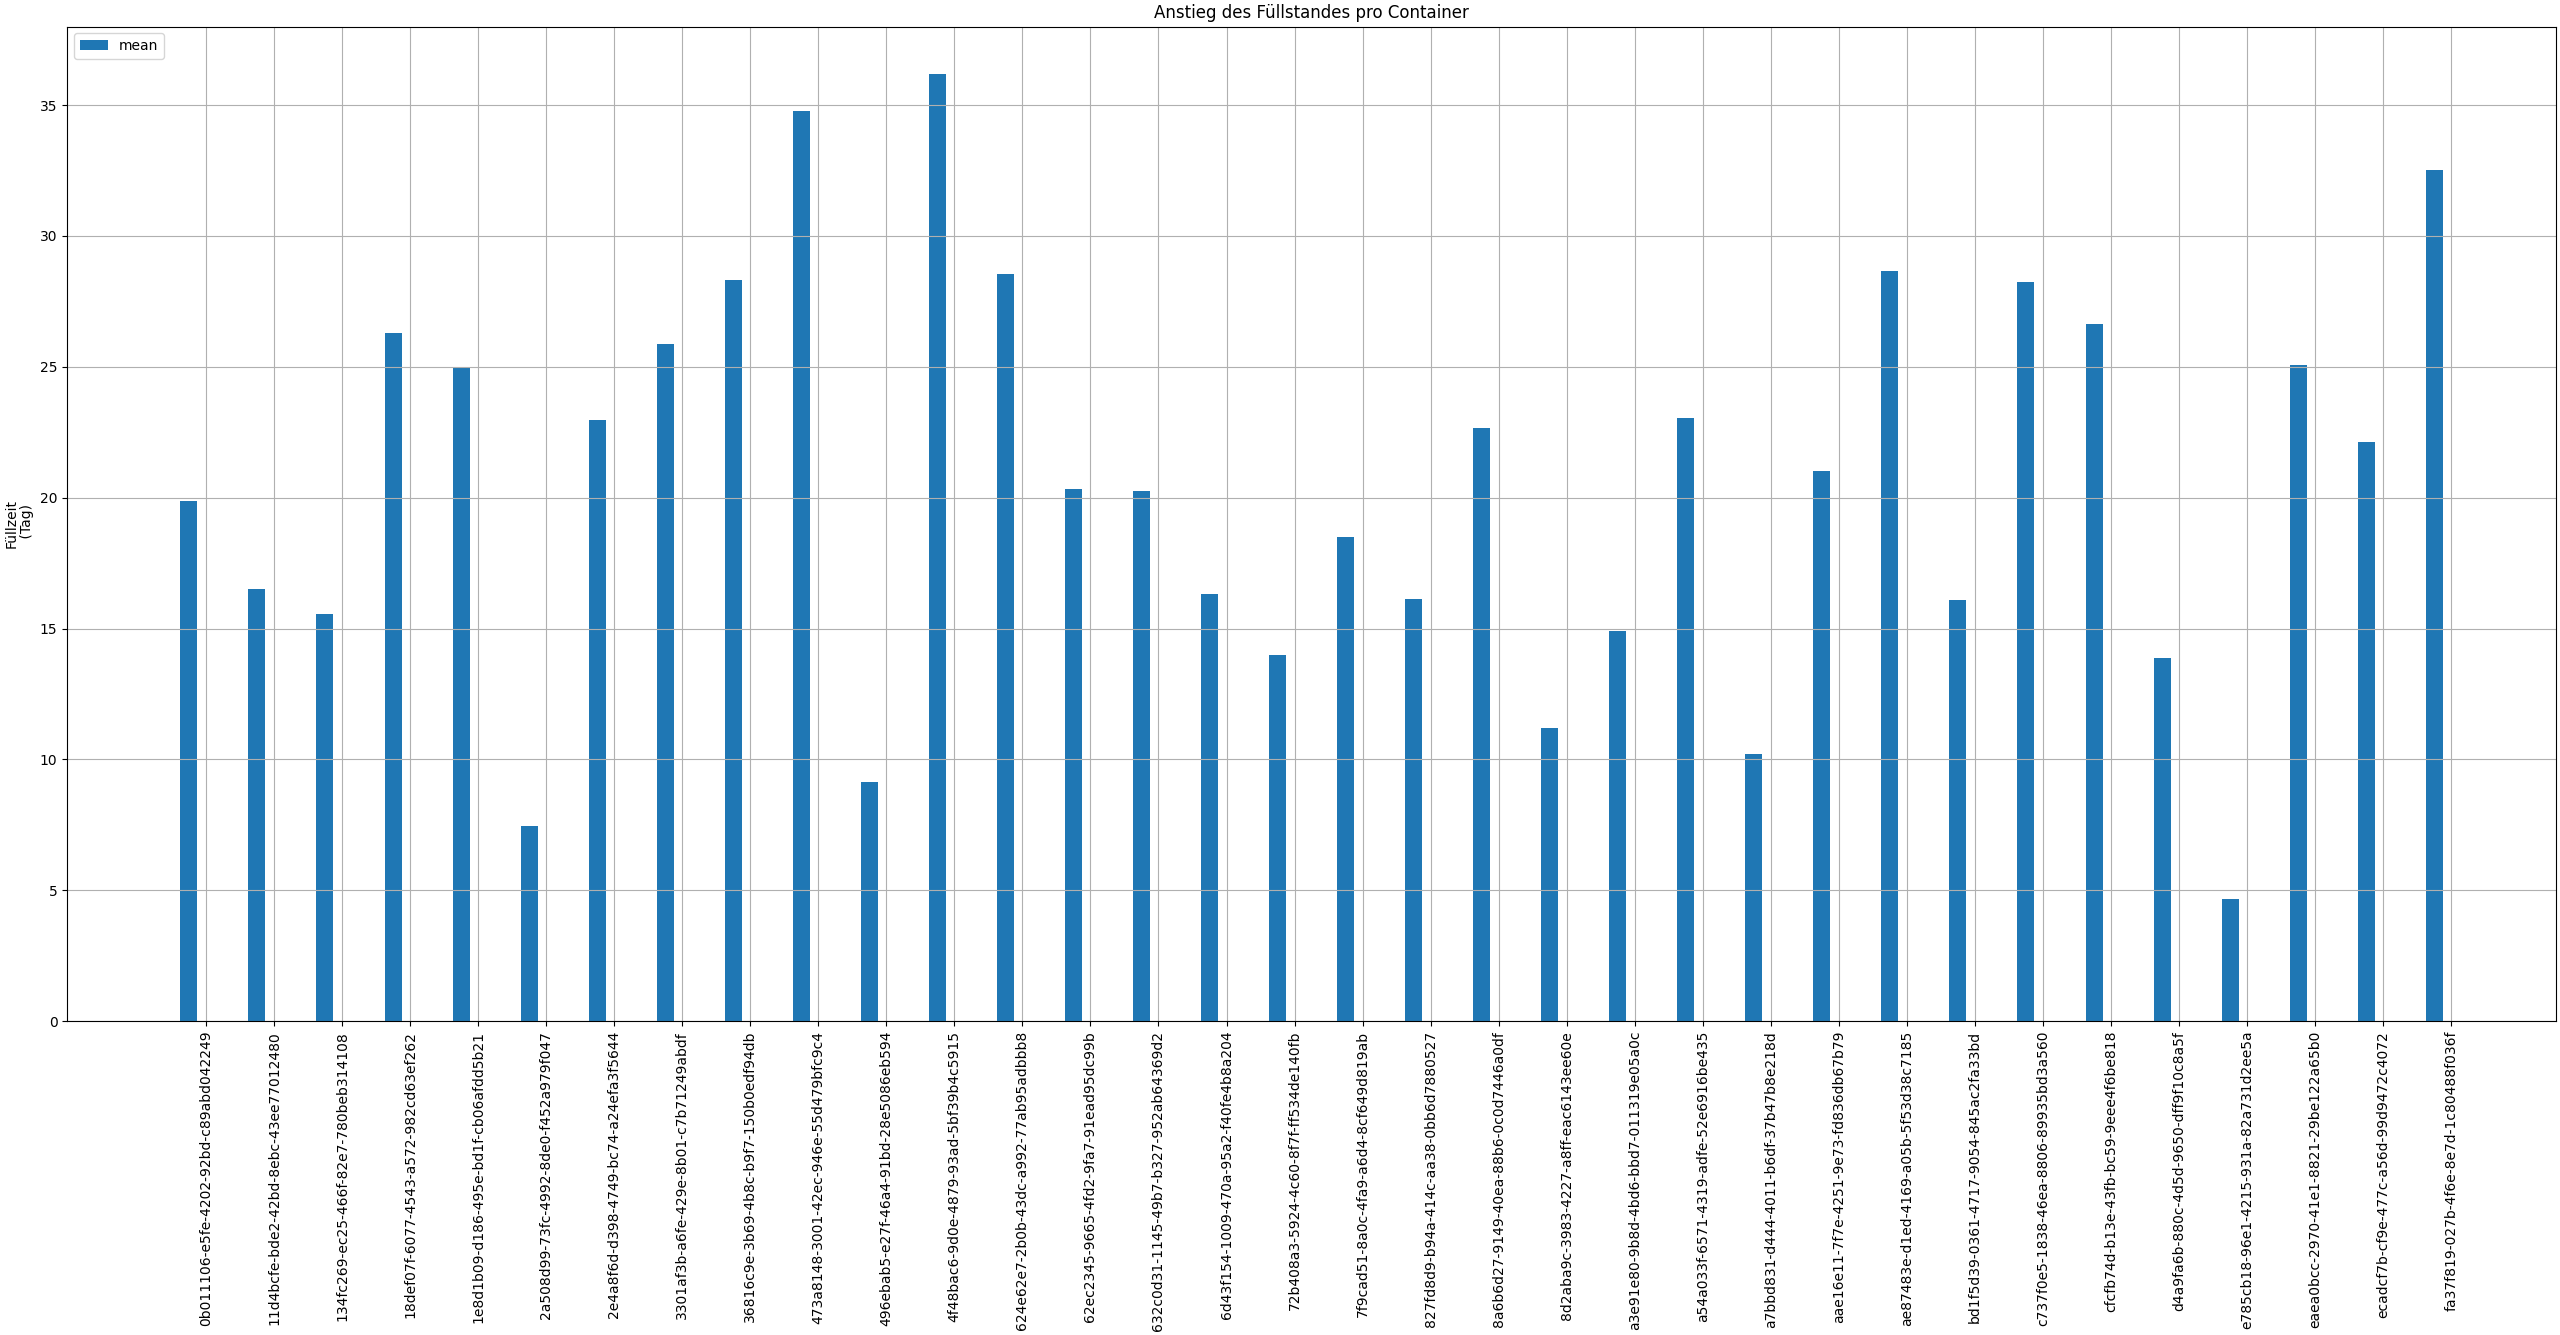 Anstieg des Füllstandes pro Container
mean
35
30
25
20
15
10
5
0
Füllzeit
(Tag)
0b011106-e5fe-4202-92bd-c89abd042249
11d4bcfe-bde2-42bd-8ebc-43ee77012480
134fc269-ec25-466f-82e7-780beb314108
18def07f-6077-4543-a572-982cd63ef262
1e8d1b09-d186-495e-bd1f-cb06afdd5b21
2a508d99-73fc-4992-8de0-f452a979f047
2e4a8f6d-d398-4749-bc74-a24efa3f5644
3301af3b-a6fe-429e-8b01-c7b71249abdf
36816c9e-3b69-4b8c-b9f7-150b0edf94db
473a8148-3001-42ec-946e-55d479bfc9c4
496ebab5-e27f-46a4-91bd-28e5086eb594
4f48bac6-9d0e-4879-93ad-5bf39b4c5915
624e62e7-2b0b-43dc-a992-77ab95adbbb8
62ec2345-9665-4fd2-9fa7-91ead95dc99b
632c0d31-1145-49b7-b327-952ab64369d2
6d43f154-1009-470a-95a2-f40fe4b8a204
72b408a3-5924-4c60-8f7f-ff534de140fb
7f9cad51-8a0c-4fa9-a6d4-8cf649d819ab
827fd8d9-b94a-414c-aa38-0bb6d7880527
8a6b6d27-9149-40ea-88b6-0c0d7446a0df
8d2aba9c-3983-4227-a8ff-eac6143ee60e
a3e91e80-9b8d-4bd6-bbd7-011319e05a0c
a54a033f-6571-4319-adfe-52e6916be435
a7bbd831-d444-4011-b6df-37b47b8e218d
aae16e11-7f7e-4251-9e73-fd836db67b79
ae87483e-d1ed-4169-a05b-5f53d38c7185
bd1f5d39-0361-4717-9054-845ac2fa33bd
c737f0e5-1838-46ea-8806-89935bd3a560
cfcfb74d-b13e-43fb-bc59-9eee4f6be818
d4a9fa6b-880c-4d5d-9650-dff9f10c8a5f
e785cb18-96e1-4215-931a-82a731d2ee5a
eaea0bcc-2970-41e1-8821-29be122a65b0
ecadcf7b-cf9e-477c-a56d-99d9472c4072
fa37f819-027b-4f6e-8e7d-1c80488f036f